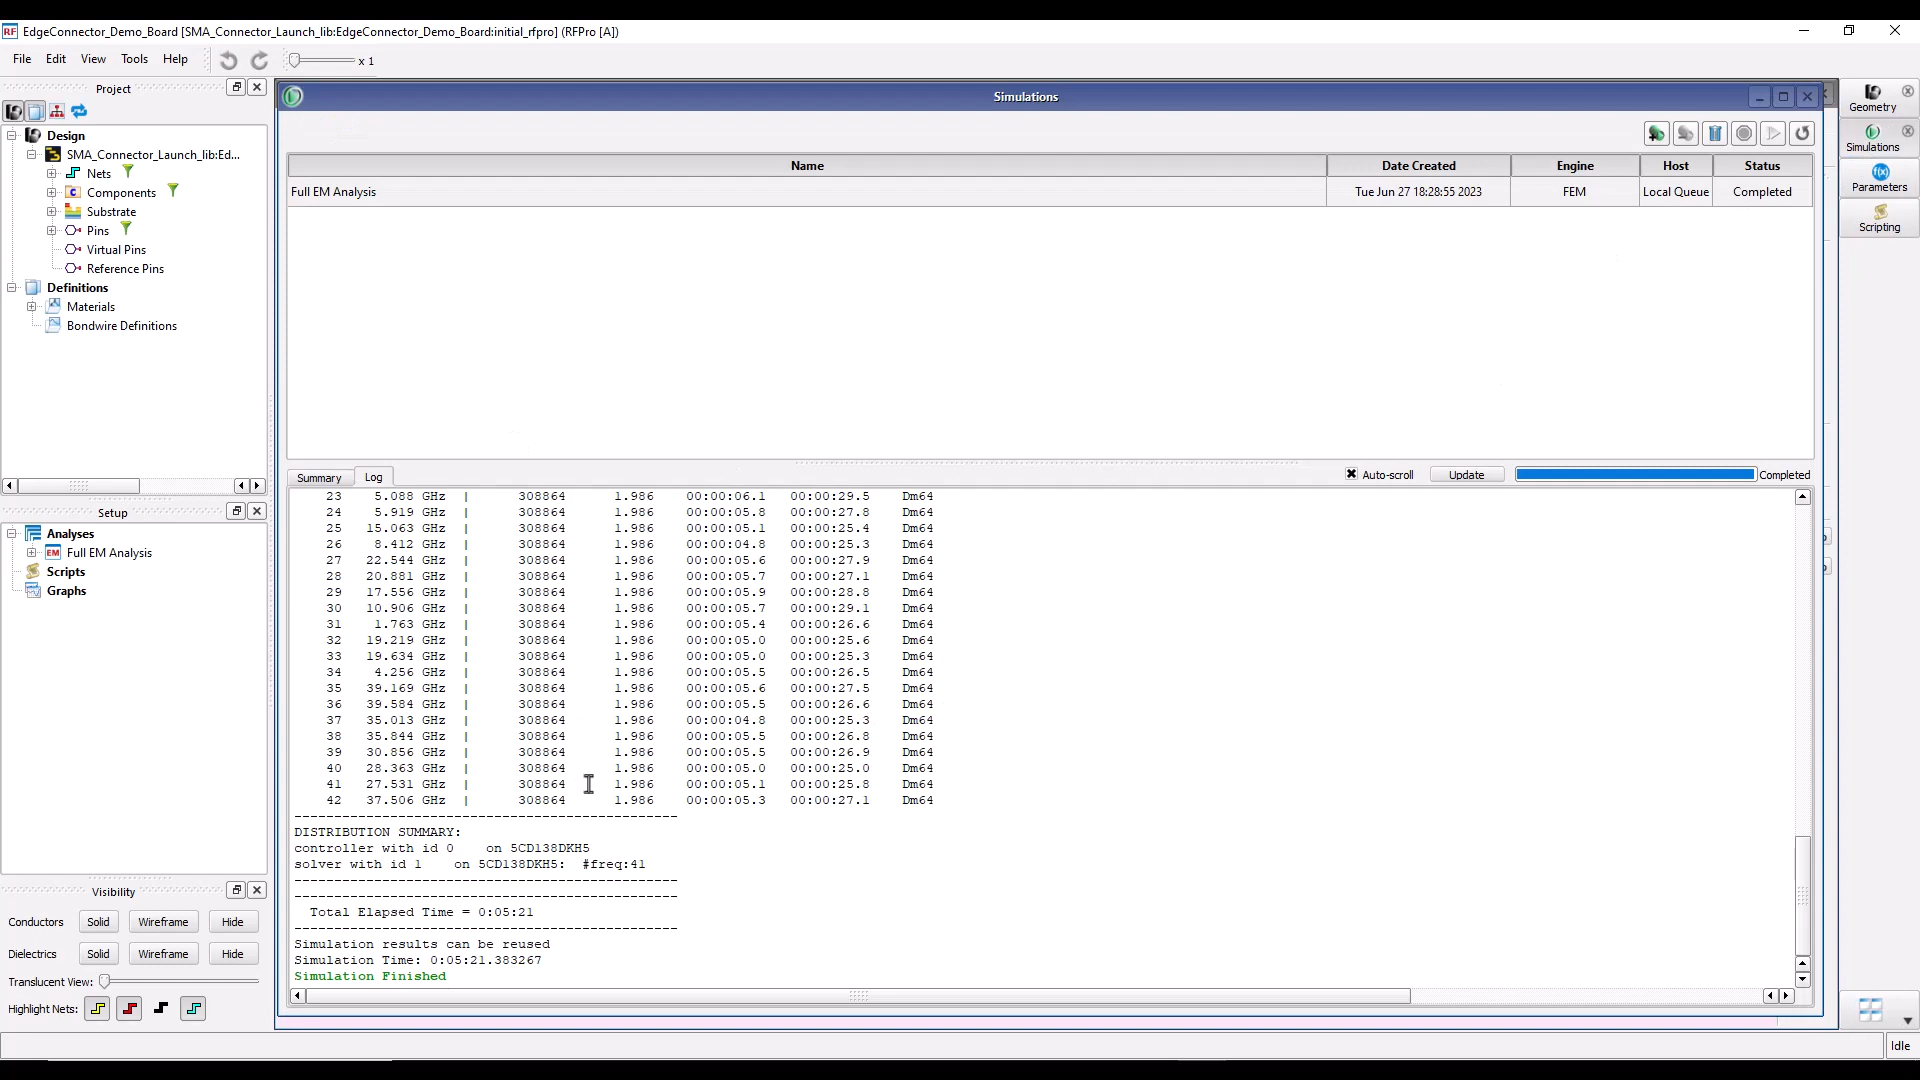 EdgeConnector_Demo_Board [SMA_Connector_Launch_lib:EdgeConnector_Demo_Board:initial_rfpro] (RFPro [A])
File Edit View Tools Help x 1
Project
Design
SMA_Connector_Launch_lib:Ed...
Nets
Components
Substrate
Pins
Virtual Pins
Reference Pins
Definitions
Materials
Bondwire Definitions
Setup
Analyses
EM Full EM Analysis
Scripts
Graphs
Visibility
Conductors Solid Wireframe Hide
Dielectrics Solid Wireframe Hide
Translucent View:
Highlight Nets:
Simulations
Name Date Created Engine Host Status
Full EM Analysis Tue Jun 27 18:28:55 2023 FEM Local Queue Completed
Summary Log Auto-scroll Update Completed
23 5.088 GHz | 308864 1.986 00:00:06.1 00:00:29.5 Dm64
24 5.919 GHz | 308864 1.986 00:00:05.8 00:00:27.8 Dm64
25 15.063 GHz | 308864 1.986 00:00:05.1 00:00:25.4 Dm64
26 8.412 GHz | 308864 1.986 00:00:04.8 00:00:25.3 Dm64
27 22.544 GHz | 308864 1.986 00:00:05.6 00:00:27.9 Dm64
28 20.881 GHz | 308864 1.986 00:00:05.7 00:00:27.1 Dm64
29 17.556 GHz | 308864 1.986 00:00:05.9 00:00:28.8 Dm64
30 10.906 GHz | 308864 1.986 00:00:05.7 00:00:29.1 Dm64
31 1.763 GHz | 308864 1.986 00:00:05.4 00:00:26.6 Dm64
32 19.219 GHz | 308864 1.986 00:00:05.0 00:00:25.6 Dm64
33 19.634 GHz | 308864 1.986 00:00:05.0 00:00:25.3 Dm64
34 4.256 GHz | 308864 1.986 00:00:05.5 00:00:26.5 Dm64
35 39.169 GHz | 308864 1.986 00:00:05.6 00:00:27.5 Dm64
36 39.584 GHz | 308864 1.986 00:00:05.5 00:00:26.6 Dm64
37 35.013 GHz | 308864 1.986 00:00:04.8 00:00:25.3 Dm64
38 35.844 GHz | 308864 1.986 00:00:05.5 00:00:26.8 Dm64
39 30.856 GHz | 308864 1.986 00:00:05.5 00:00:26.9 Dm64
40 28.363 GHz | 308864 1.986 00:00:05.0 00:00:25.0 Dm64
41 27.531 GHz | 308864 1.986 00:00:05.1 00:00:25.8 Dm64
42 37.506 GHz | 308864 1.986 00:00:05.3 00:00:27.1 Dm64
------------------------------------------------
DISTRIBUTION SUMMARY:
controller with id 0 on 5CD138DKH5
solver with id 1 on 5CD138DKH5: #freq:41
------------------------------------------------
------------------------------------------------
Total Elapsed Time = 0:05:21
------------------------------------------------
Simulation results can be reused
Simulation Time: 0:05:21.383267
Simulation Finished
Geometry
Simulations
f(x)
Parameters
Scripting
Idle